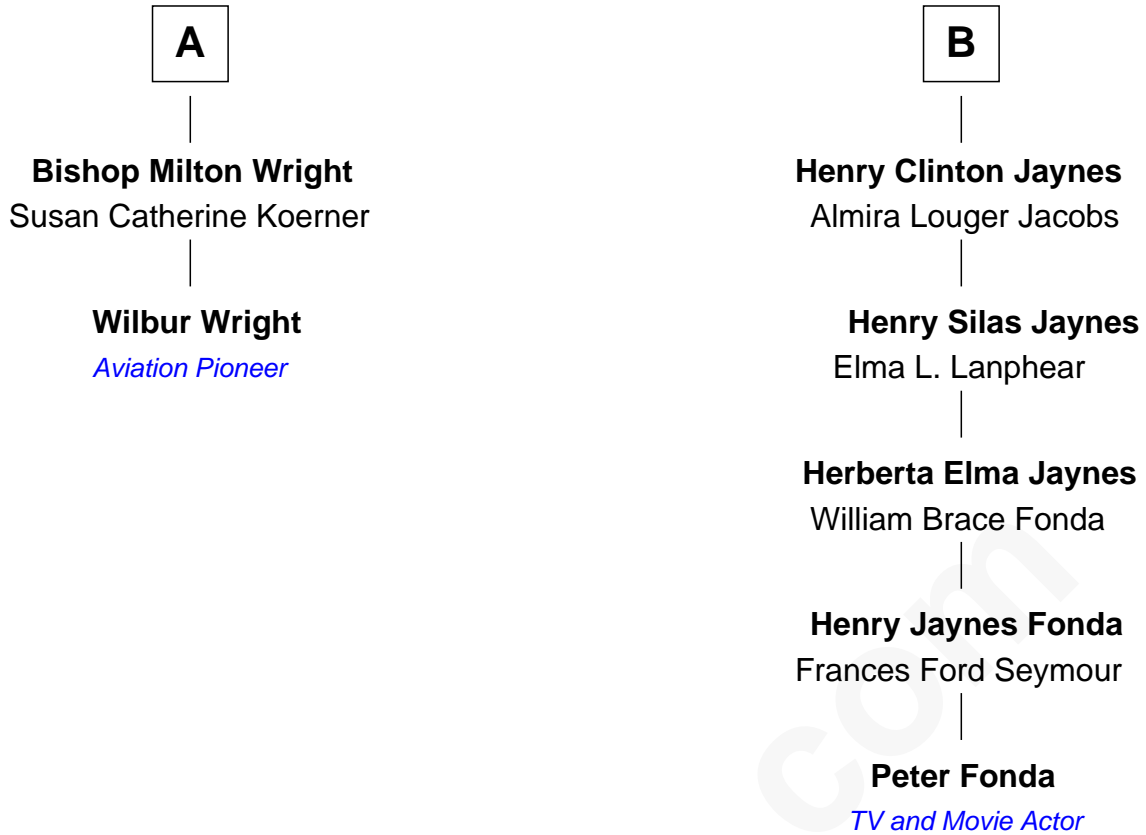 A
Bishop Milton Wright
Susan Catherine Koerner
Wilbur Wright
Aviation Pioneer
B
Henry Clinton Jaynes
Almira Louger Jacobs
Henry Silas Jaynes
Elma L. Lanphear
Herberta Elma Jaynes
William Brace Fonda
Henry Jaynes Fonda
Frances Ford Seymour
Peter Fonda
TV and Movie Actor
com